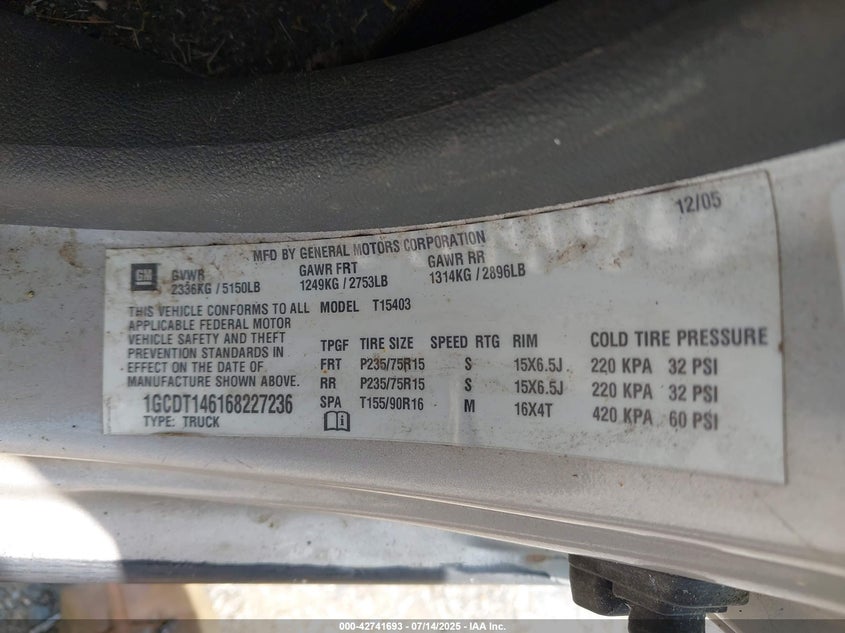 12/05
MFD BY GENERAL MOTORS CORPORATION
GM GVWR GAWR FRT GAWR RR
2336KG / 5150LB 1249KG / 2753LB 1314KG / 2896LB
THIS VEHICLE CONFORMS TO ALL MODEL T15403
APPLICABLE FEDERAL MOTOR
VEHICLE SAFETY AND THEFT TPGF TIRE SIZE SPEED RTG RIM COLD TIRE PRESSURE
PREVENTION STANDARDS IN FRT P235/75R15 S 15X6.5J 220 KPA 32 PSI
EFFECT ON THE DATE OF
MANUFACTURE SHOWN ABOVE. RR P235/75R15 S 15X6.5J 220 KPA 32 PSI
1GCDT146168227236 SPA T155/90R16 M 16X4T 420 KPA 60 PSI
TYPE: TRUCK
000-42741693 - 07/14/2025 - IAA Inc.